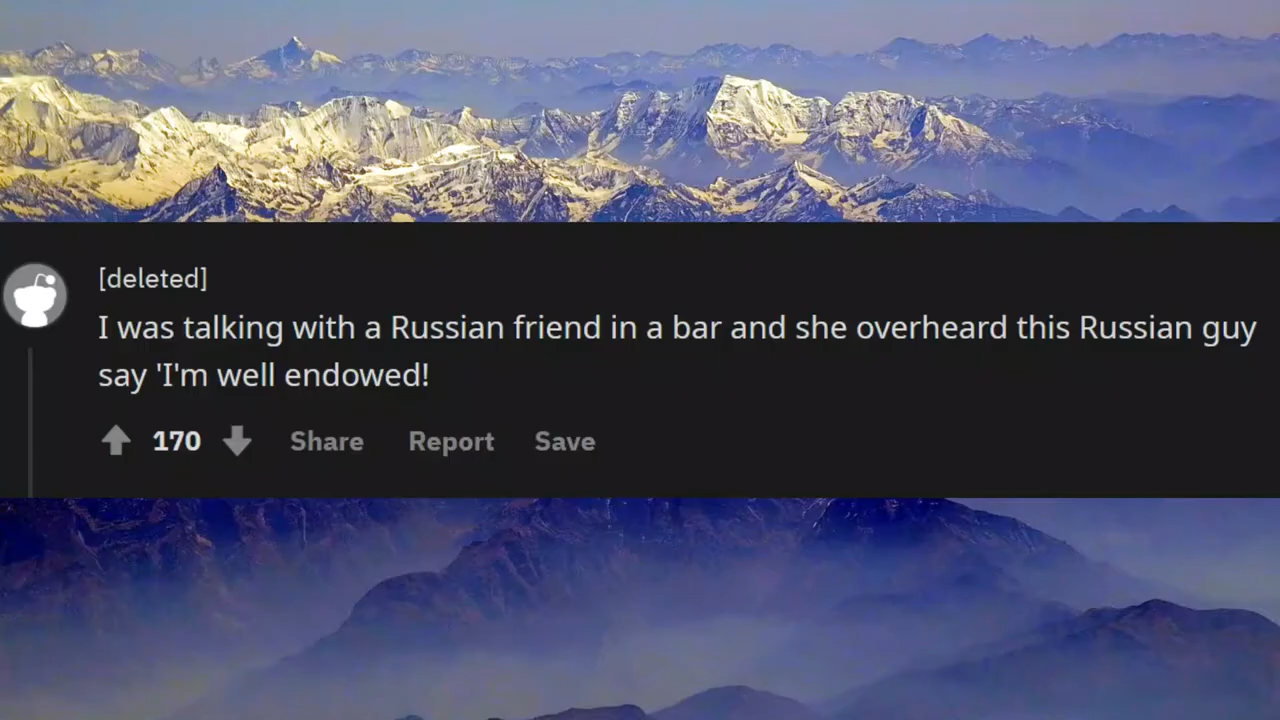 [deleted]
I was talking with a Russian friend in a bar and she overheard this Russian guy
say 'I'm well endowed!
170 Share Report Save